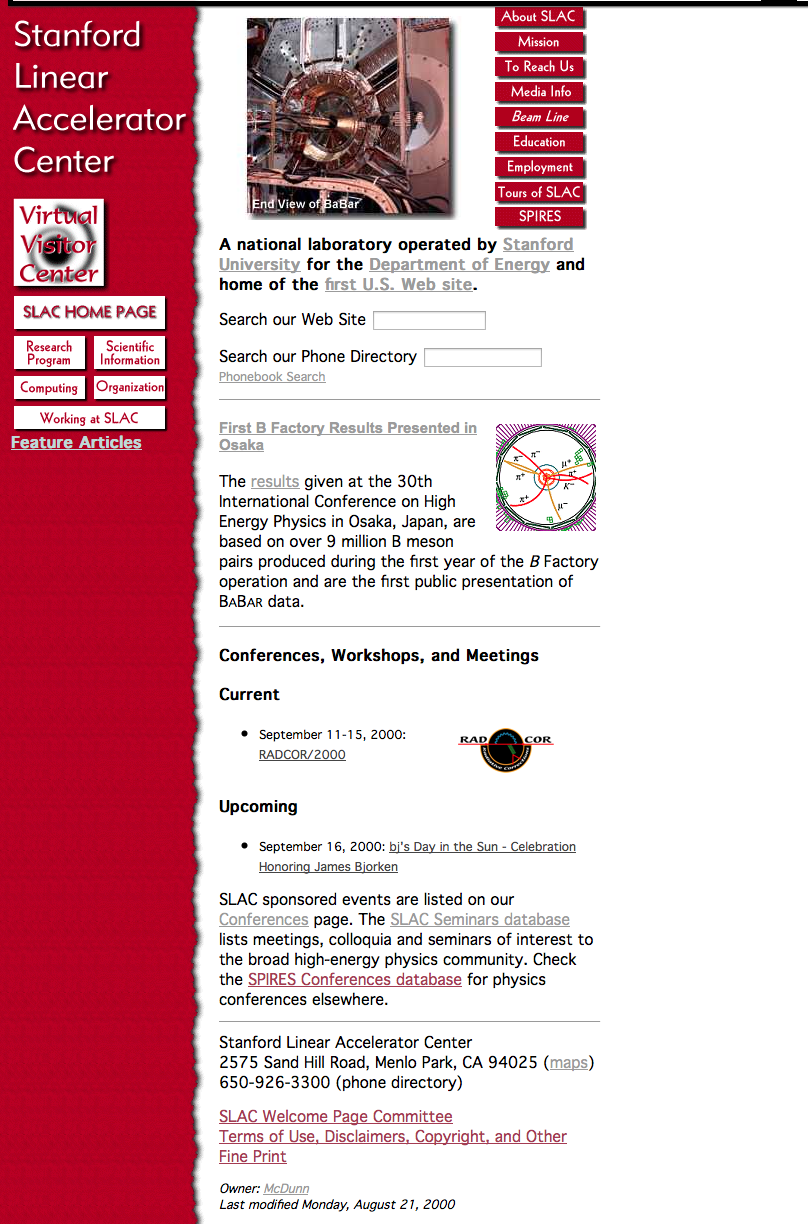 Stanford
Linear
Accelerator
Center
Virtual
Visitor
Center
SLAC HOME PAGE
Research
Program
Scientific
Information
Computing
Organization
Working at SLAC
Feature Articles
End View of BaBar
About SLAC
Mission
To Reach Us
Media Info
Beam Line
Education
Employment
Tours of SLAC
SPIRES
A national laboratory operated by Stanford
University for the Department of Energy and
home of the first U.S. Web site.
Search our Web Site
Search our Phone Directory
Phonebook Search
First B Factory Results Presented in
Osaka
π⁻ π⁻
μ⁺
π⁺ π⁺
K⁻
π⁺ μ⁻
The results given at the 30th
International Conference on High
Energy Physics in Osaka, Japan, are
based on over 9 million B meson
pairs produced during the first year of the B Factory
operation and are the first public presentation of
BABAR data.
Conferences, Workshops, and Meetings
Current
• September 11-15, 2000:
RADCOR/2000
RAD COR
Radiative Corrections
Upcoming
• September 16, 2000: bj's Day in the Sun - Celebration
Honoring James Bjorken
SLAC sponsored events are listed on our
Conferences page. The SLAC Seminars database
lists meetings, colloquia and seminars of interest to
the broad high-energy physics community. Check
the SPIRES Conferences database for physics
conferences elsewhere.
Stanford Linear Accelerator Center
2575 Sand Hill Road, Menlo Park, CA 94025 (maps)
650-926-3300 (phone directory)
SLAC Welcome Page Committee
Terms of Use, Disclaimers, Copyright, and Other
Fine Print
Owner: McDunn
Last modified Monday, August 21, 2000